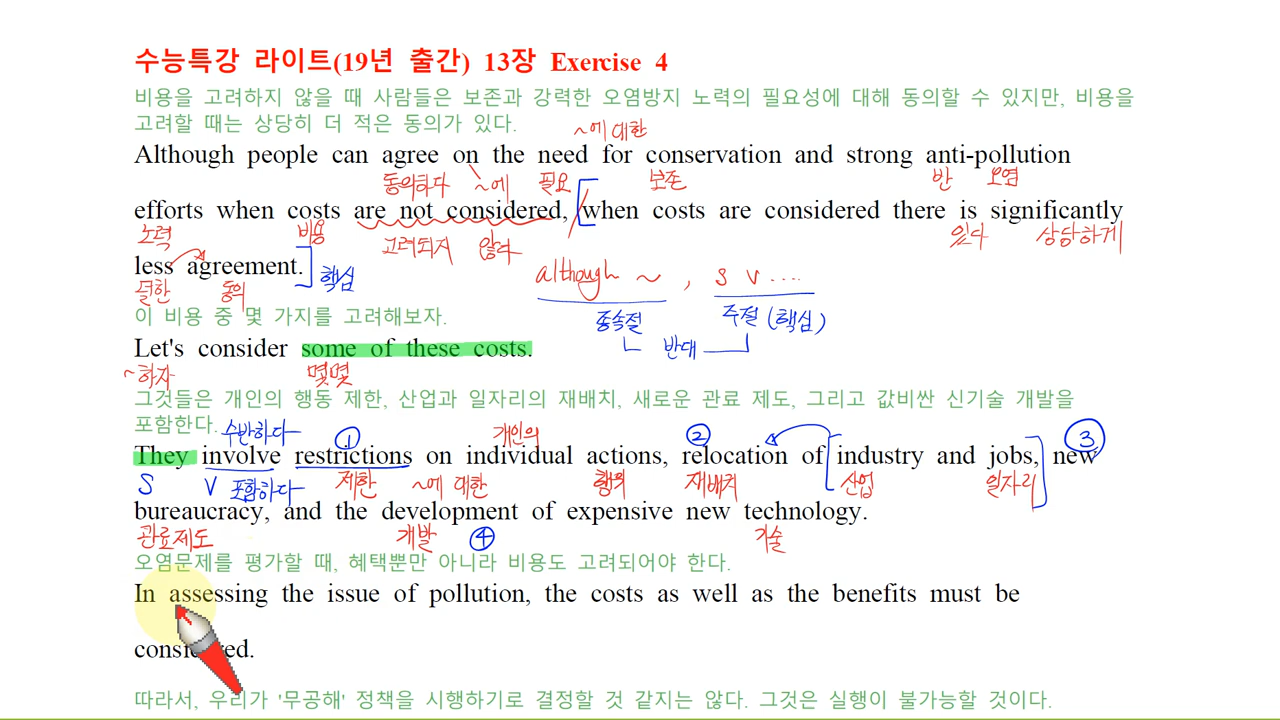 수능특강 라이트(19년 출간) 13장 Exercise 4
비용을 고려하지 않을 때 사람들은 보존과 강력한 오염방지 노력의 필요성에 대해 동의할 수 있지만, 비용을
고려할 때는 상당히 더 적은 동의가 있다.
~에 대한
Although people can agree on the need for conservation and strong anti-pollution
동의하다 ~에 필요 보존 반 오염
efforts when costs are not considered, when costs are considered there is significantly
노력 비용 고려되지 않다 있다 상당하게
less agreement. 핵심 although ~ , S V ....
덜한 동의 종속절 주절 (핵심)
이 비용 중 몇 가지를 고려해보자.
반대
Let's consider some of these costs.
~하자 몇몇
그것들은 개인의 행동 제한, 산업과 일자리의 재배치, 새로운 관료 제도, 그리고 값비싼 신기술 개발을
포함한다.
수반하다 ① 개인의 ② ③
They involve restrictions on individual actions, relocation of industry and jobs, new
S V 포함하다 제한 ~에 대한 행위 재배치 산업 일자리
bureaucracy, and the development of expensive new technology.
관료제도 개발 ④ 기술
오염문제를 평가할 때, 혜택뿐만 아니라 비용도 고려되어야 한다.
In assessing the issue of pollution, the costs as well as the benefits must be
considered.
따라서, 우리가 '무공해' 정책을 시행하기로 결정할 것 같지는 않다. 그것은 실행이 불가능할 것이다.